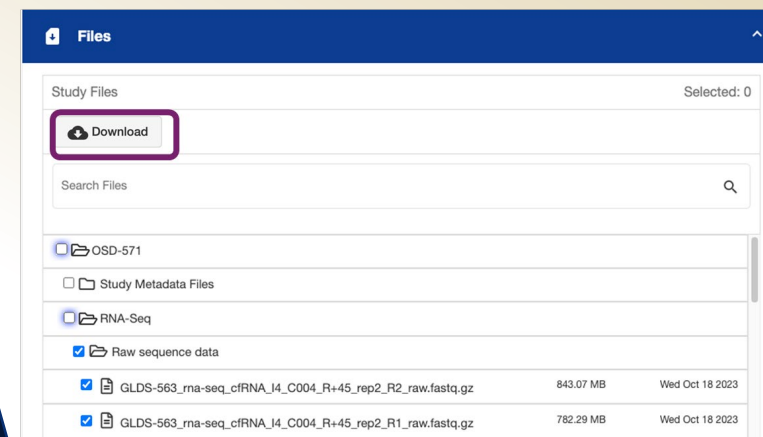 Files
Study Files Selected: 0
Download
Search Files
OSD-571
Study Metadata Files
RNA-Seq
Raw sequence data
GLDS-563_rna-seq_cfRNA_I4_C004_R+45_rep2_R2_raw.fastq.gz 843.07 MB Wed Oct 18 2023
GLDS-563_rna-seq_cfRNA_I4_C004_R+45_rep2_R1_raw.fastq.gz 782.29 MB Wed Oct 18 2023